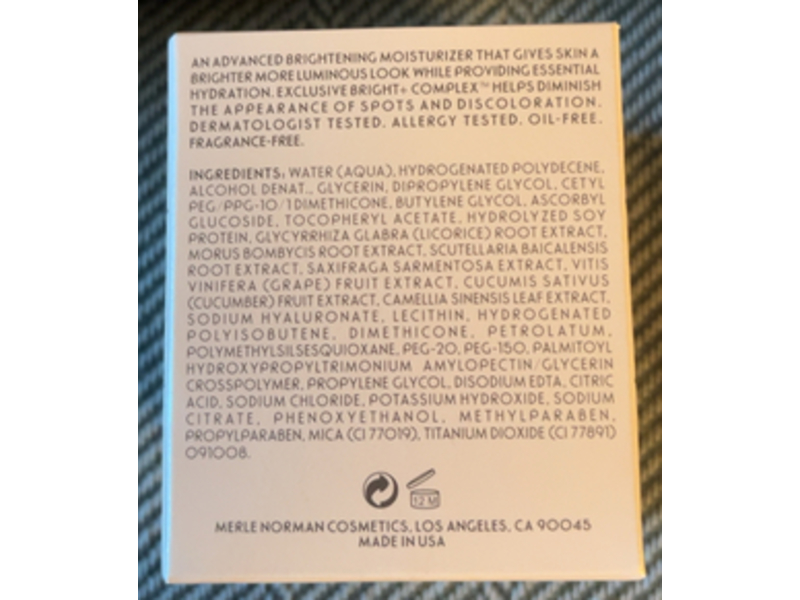 AN ADVANCED BRIGHTENING MOISTURIZER THAT GIVES SKIN A
BRIGHTER MORE LUMINOUS LOOK WHILE PROVIDING ESSENTIAL
HYDRATION. EXCLUSIVE BRIGHT+ COMPLEX™ HELPS DIMINISH
THE APPEARANCE OF SPOTS AND DISCOLORATION.
DERMATOLOGIST TESTED. ALLERGY TESTED. OIL-FREE.
FRAGRANCE-FREE.
INGREDIENTS: WATER (AQUA), HYDROGENATED POLYDECENE,
ALCOHOL DENAT., GLYCERIN, DIPROPYLENE GLYCOL, CETYL
PEG/PPG-10/1 DIMETHICONE, BUTYLENE GLYCOL, ASCORBYL
GLUCOSIDE, TOCOPHERYL ACETATE, HYDROLYZED SOY
PROTEIN, GLYCYRRHIZA GLABRA (LICORICE) ROOT EXTRACT,
MORUS BOMBYCIS ROOT EXTRACT, SCUTELLARIA BAICALENSIS
ROOT EXTRACT, SAXIFRAGA SARMENTOSA EXTRACT, VITIS
VINIFERA (GRAPE) FRUIT EXTRACT, CUCUMIS SATIVUS
(CUCUMBER) FRUIT EXTRACT, CAMELLIA SINENSIS LEAF EXTRACT,
SODIUM HYALURONATE, LECITHIN, HYDROGENATED
POLYISOBUTENE, DIMETHICONE, PETROLATUM,
POLYMETHYLSILSESQUIOXANE, PEG-20, PEG-150, PALMITOYL
HYDROXYPROPYLTRIMONIUM AMYLOPECTIN/GLYCERIN
CROSSPOLYMER, PROPYLENE GLYCOL, DISODIUM EDTA, CITRIC
ACID, SODIUM CHLORIDE, POTASSIUM HYDROXIDE, SODIUM
CITRATE, PHENOXYETHANOL, METHYLPARABEN,
PROPYLPARABEN, MICA (CI 77019), TITANIUM DIOXIDE (CI 77891)
091008.
12 M
MERLE NORMAN COSMETICS, LOS ANGELES, CA 90045
MADE IN USA